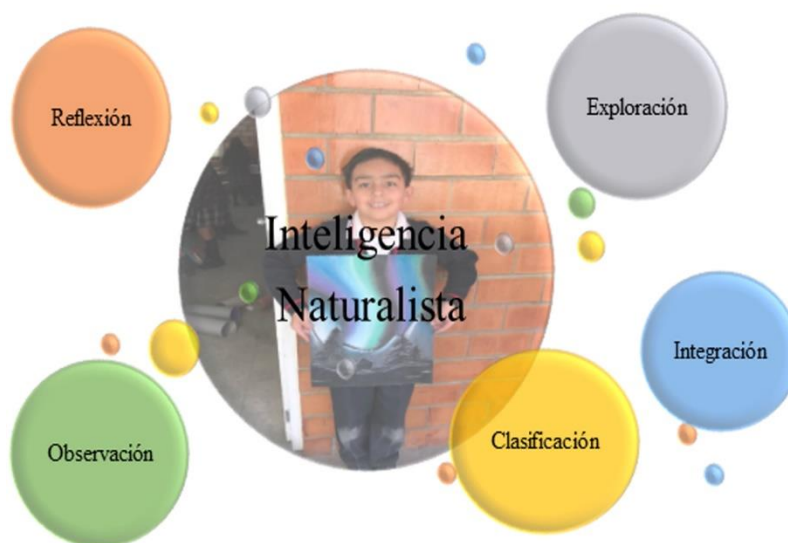 Reflexión
Exploración
Inteligencia
Naturalista
Integración
Clasificación
Observación